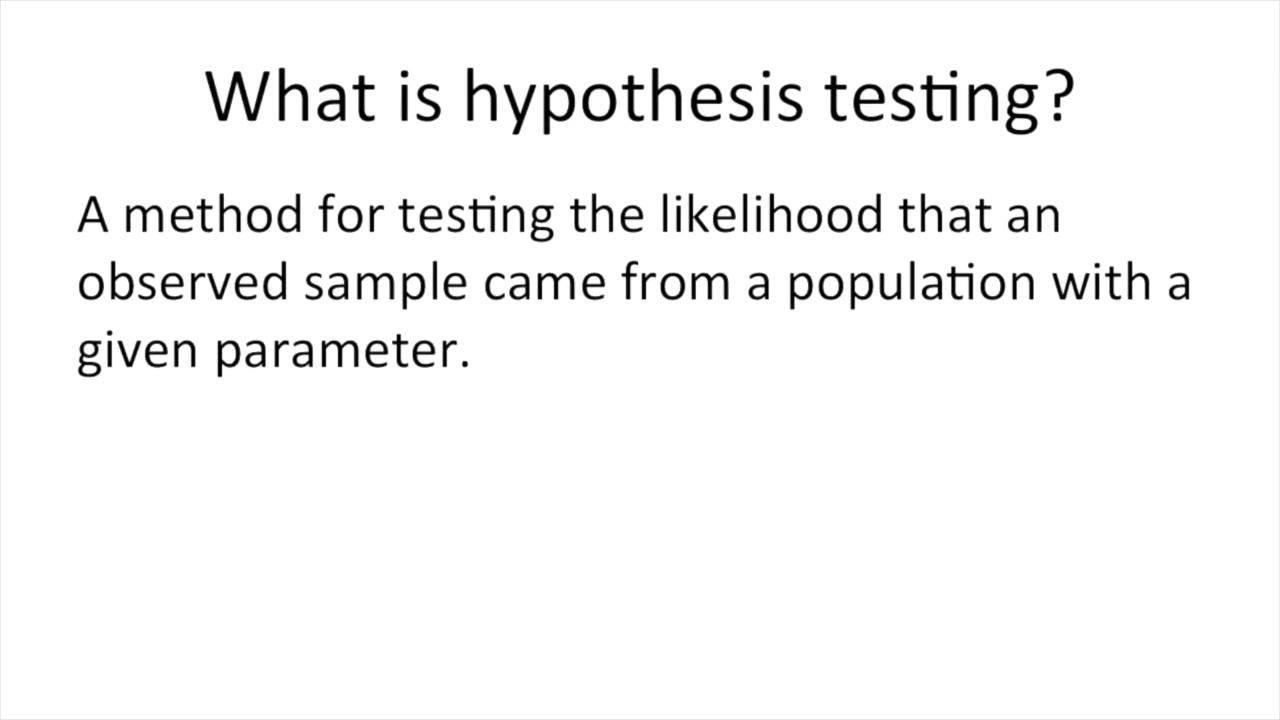 What is hypothesis testing?
A method for testing the likelihood that an
observed sample came from a population with a
given parameter.